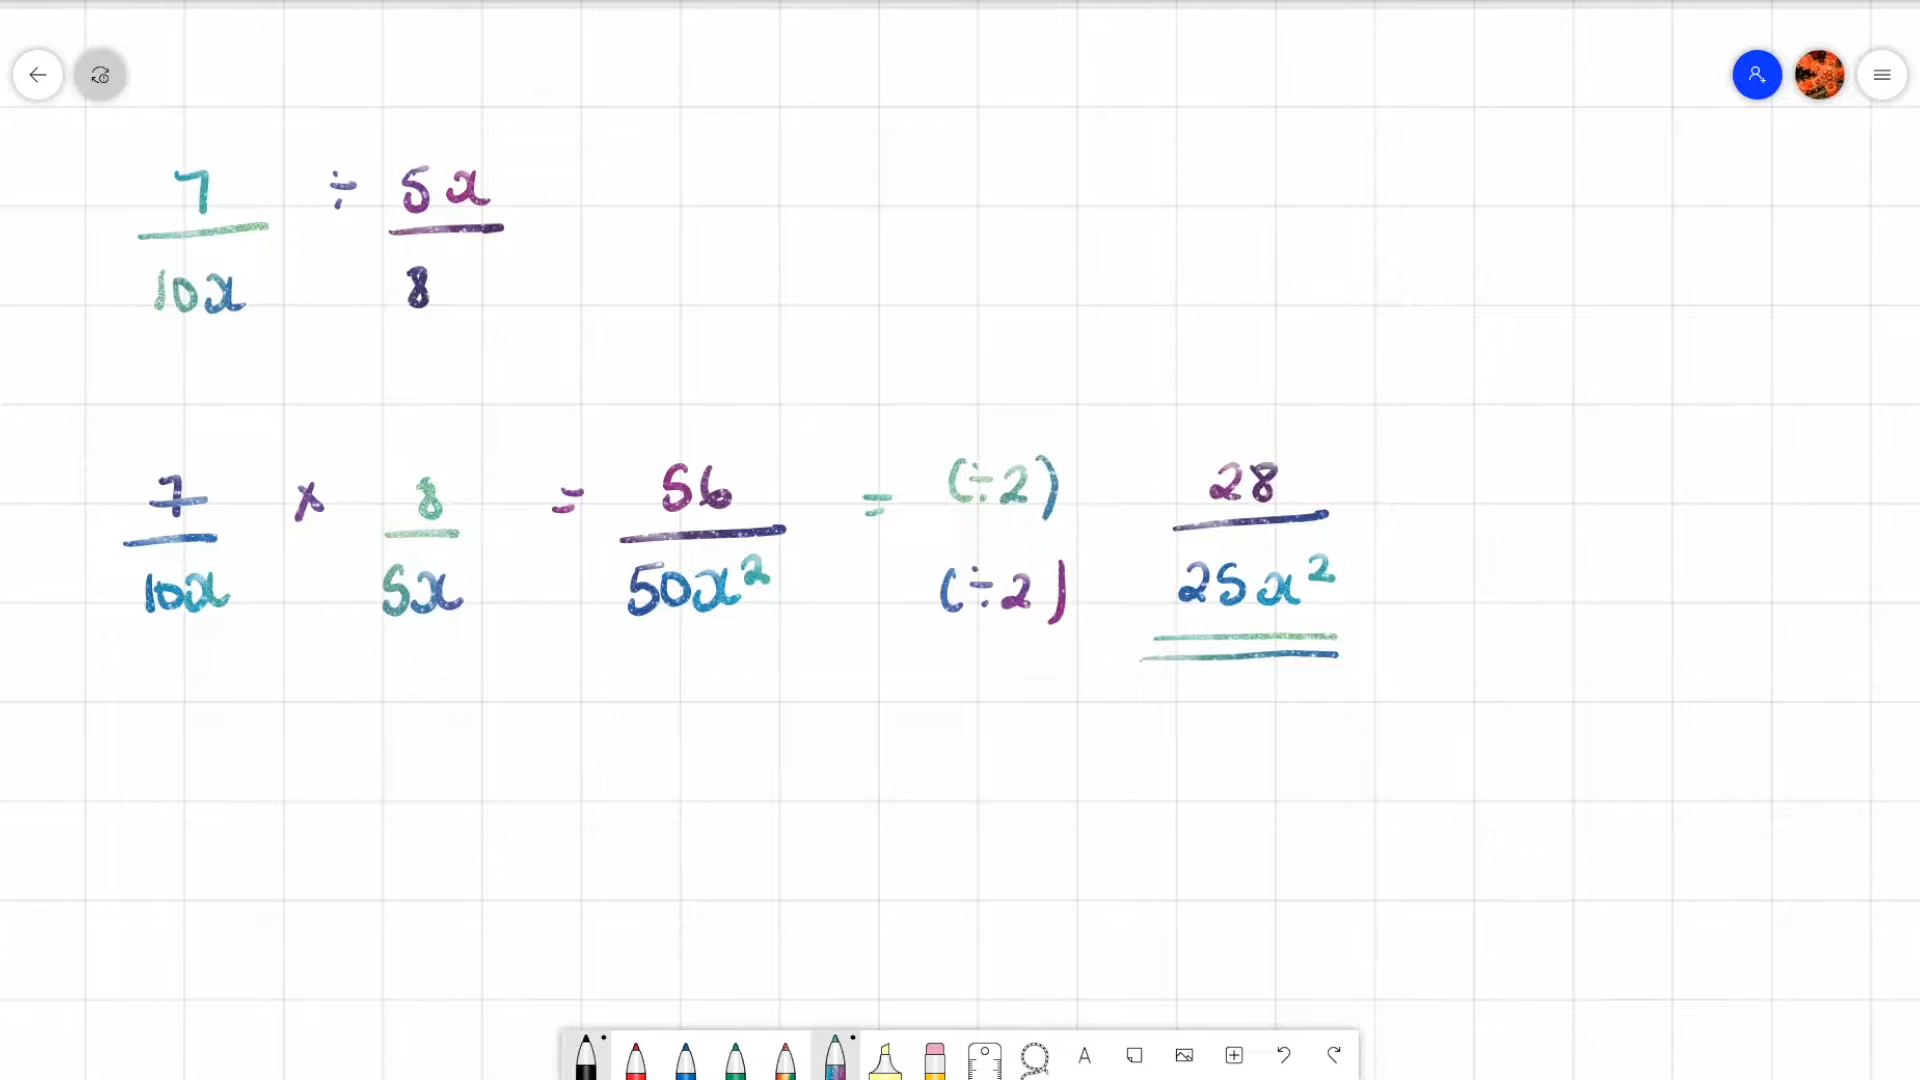 7 ÷ 5x
10x 8
7 × 8 = 56 = (÷2) 28
10x 5x 50x² (÷2) 25x²
A